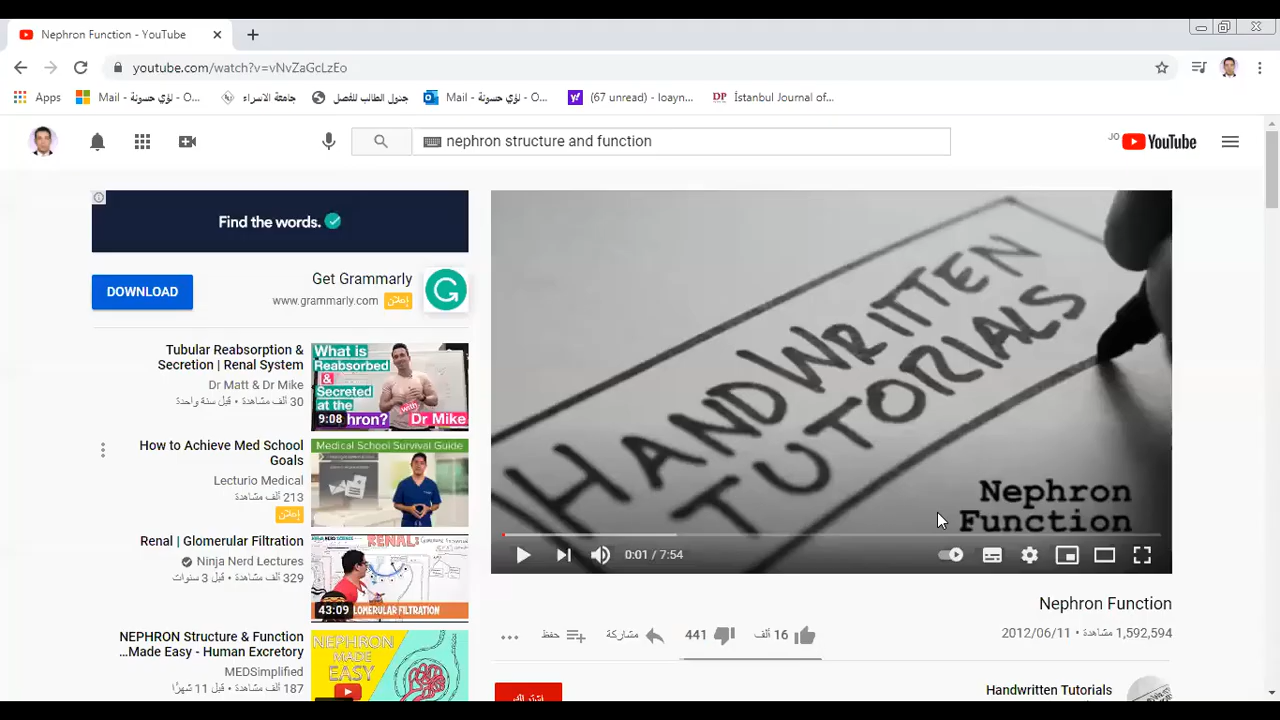 Nephron Function - YouTube
youtube.com/watch?v=vNvZaGcLzEo
Apps
Mail - لؤي حسونة - O...
جامعة الاسراء
جدول الطالب للفصل
Mail - لؤي حسونة - O...
(67 unread) - loayn...
DP İstanbul Journal of...
nephron structure and function
JO YouTube
Find the words.
Get Grammarly
DOWNLOAD
www.grammarly.com إعلان
Tubular Reabsorption &
Secretion | Renal System
Dr Matt & Dr Mike
30 ألف مشاهدة • قبل سنة واحدة
What is
Reabsorbed
&
Secreted
at the
hron?
with
Dr Mike
9:08
How to Achieve Med School
Goals
Lecturio Medical
213 ألف مشاهدة
إعلان
Medical School Survival Guide
Renal | Glomerular Filtration
Ninja Nerd Lectures
329 ألف مشاهدة • قبل 3 سنوات
RENAL:
43:09
LOMERULAR FILTRATION
NEPHRON Structure & Function
...Made Easy - Human Excretory
MEDSimplified
187 ألف مشاهدة • قبل 11 شهرًا
NEPHRON
MADE
EASY
HANDWRITTEN
TUTORIALS
Nephron
Function
0:01 / 7:54
Nephron Function
1,592,594 مشاهدة • 2012/06/11
16 ألف
441
مشاركة
حفظ
Handwritten Tutorials
اشتراك